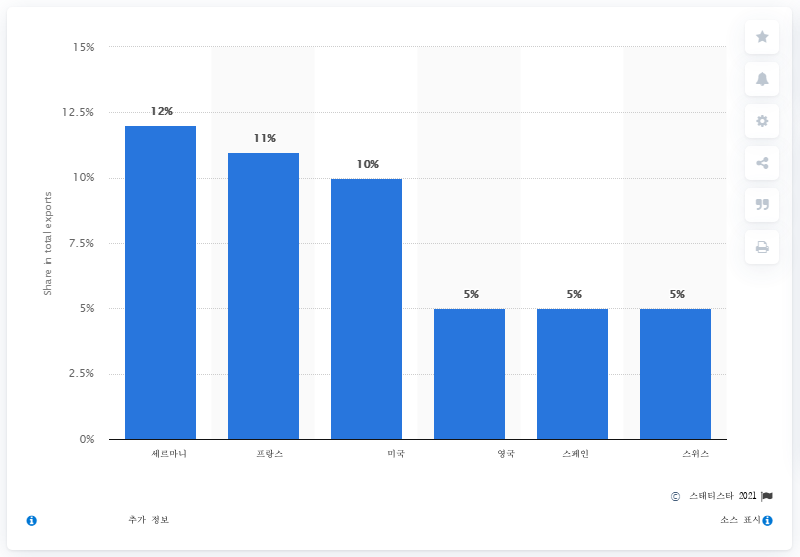 15%
12.5%
10%
7.5%
5%
2.5%
0%
Share in total exports
12%
11%
10%
5%
5%
5%
쎄르마니
프랑스
미국
영국
스페인
스위스
© 스태티스타 2021
추가 정보
소스 표시